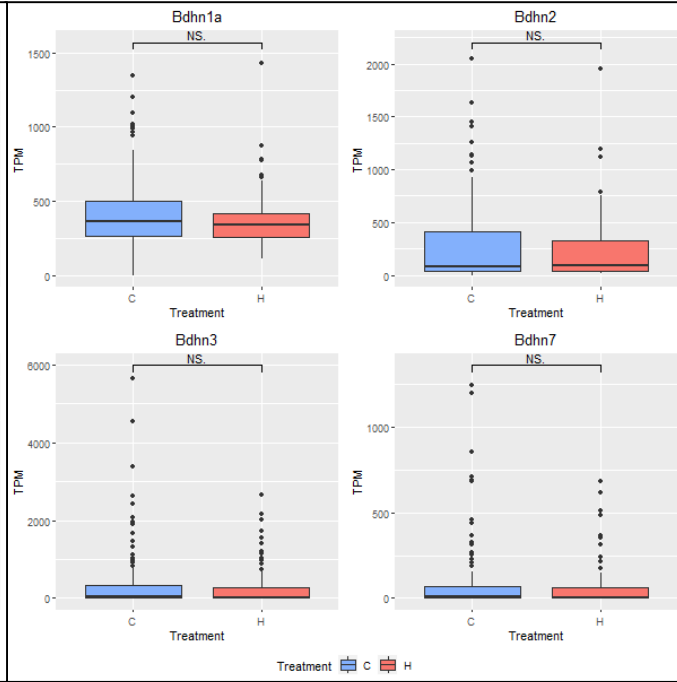 Bdhn1a
NS.
1500
1000
500
0
TPM
C
H
Treatment
Bdhn2
NS.
2000
1500
1000
500
0
TPM
C
H
Treatment
Bdhn3
NS.
6000
4000
2000
0
TPM
C
H
Treatment
Bdhn7
NS.
1000
500
0
TPM
C
H
Treatment
Treatment C H